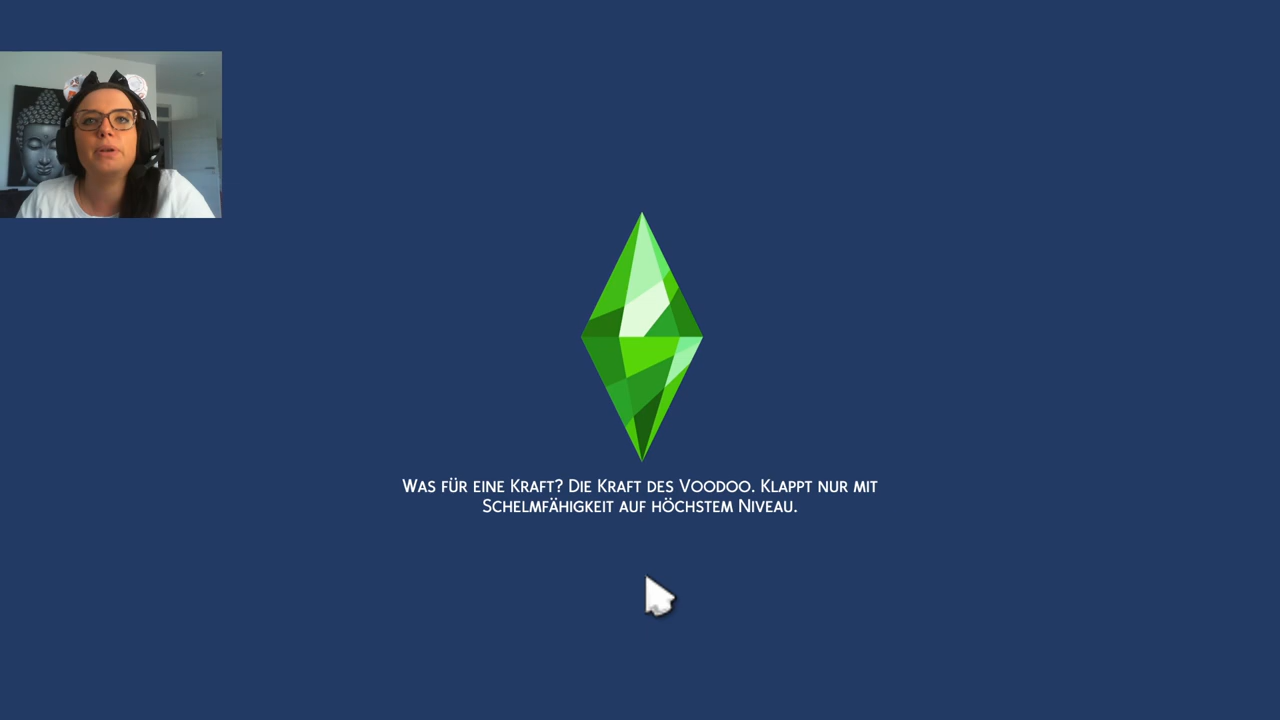 Was für eine Kraft? Die Kraft des Voodoo. Klappt nur mit
Schelmfähigkeit auf höchstem Niveau.